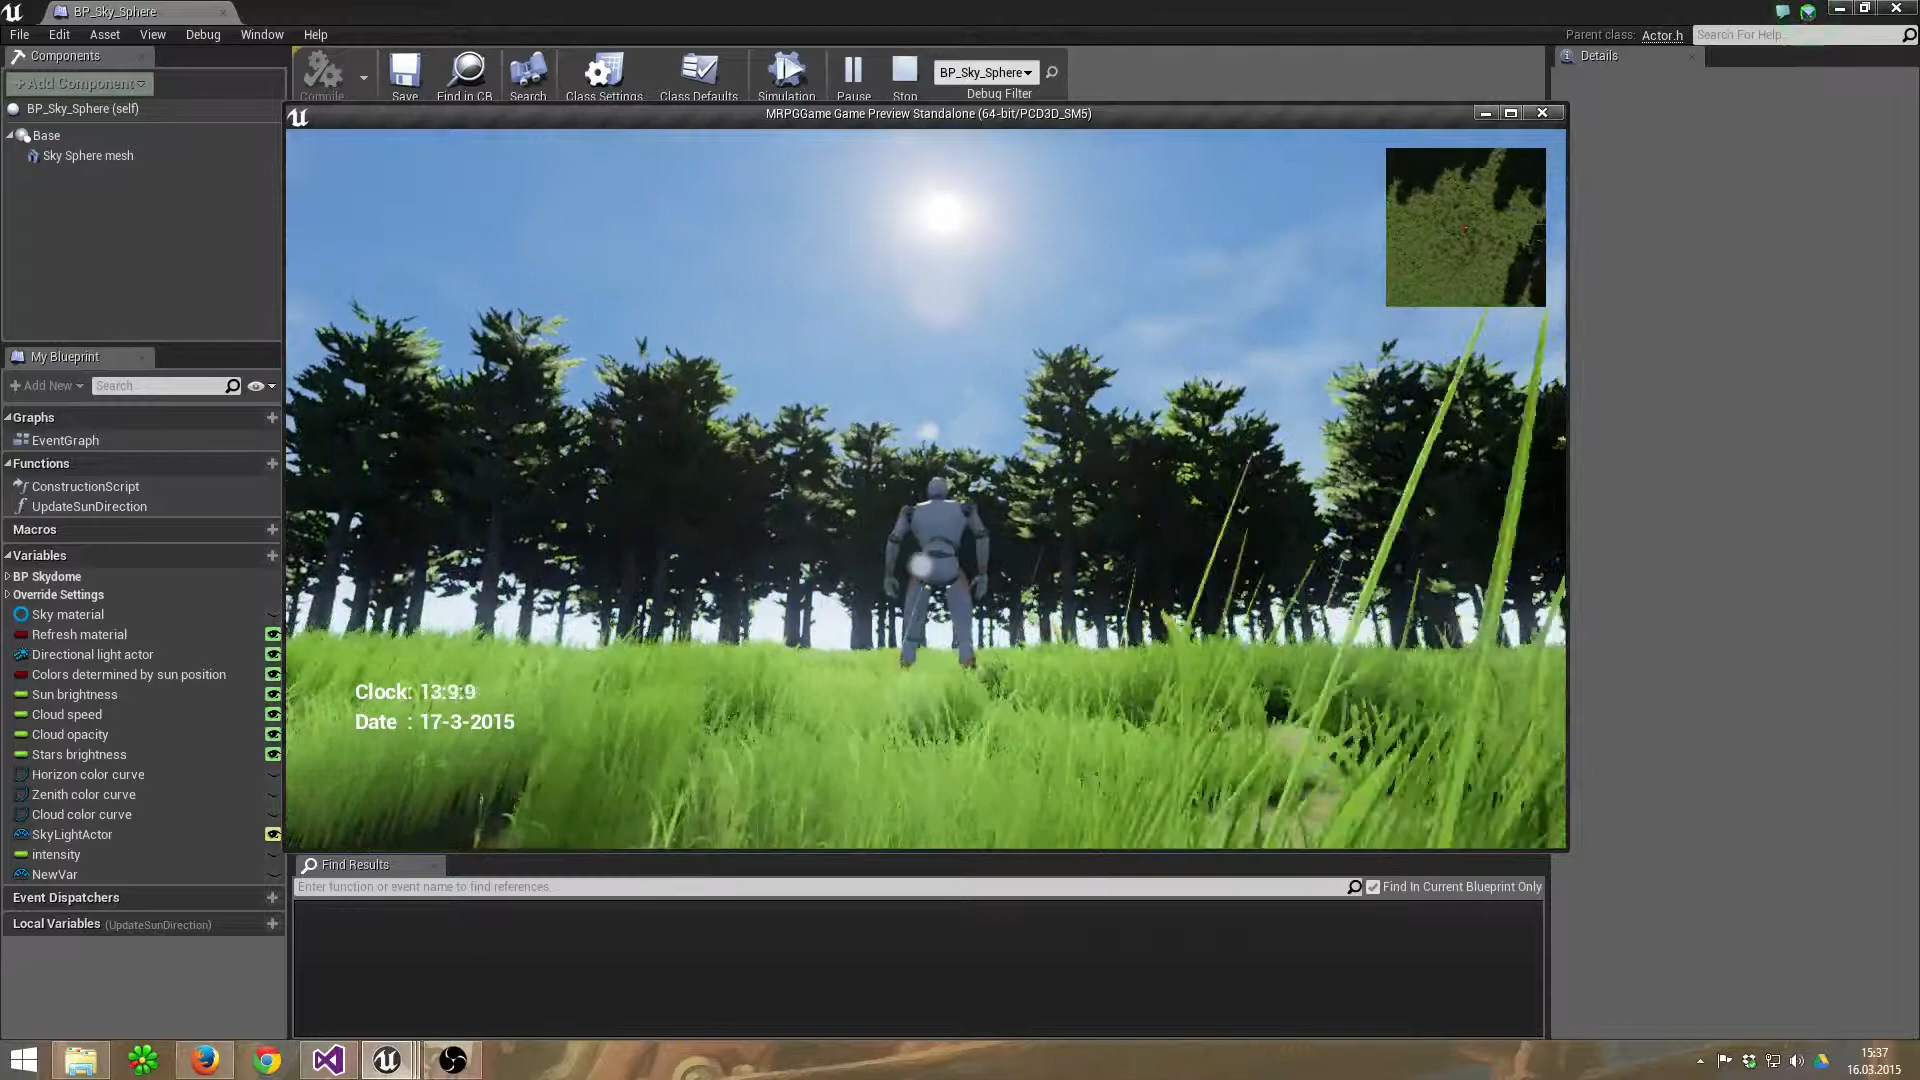 BP_Sky_Sphere
File Edit Asset View Debug Window Help
Parent class: Actor.h Search For Help
Components
Details
+Add Component
Compile Save Find in CB Search Class Settings Class Defaults Simulation Pause Stop
BP_Sky_Sphere
Debug Filter
BP_Sky_Sphere (self)
MRPGGame Game Preview Standalone (64-bit/PCD3D_SM5)
Base
Sky Sphere mesh
My Blueprint
Add New Search
Graphs
EventGraph
Functions
ConstructionScript
UpdateSunDirection
Macros
Variables
BP Skydome
Override Settings
Sky material
Refresh material
Directional light actor
Colors determined by sun position
Sun brightness
Cloud speed
Cloud opacity
Stars brightness
Horizon color curve
Zenith color curve
Cloud color curve
SkyLightActor
intensity
NewVar
Event Dispatchers
Local Variables (UpdateSunDirection)
Clock: 13:9:9
Date : 17-3-2015
Find Results
Enter function or event name to find references...
Find In Current Blueprint Only
15:37
16.03.2015